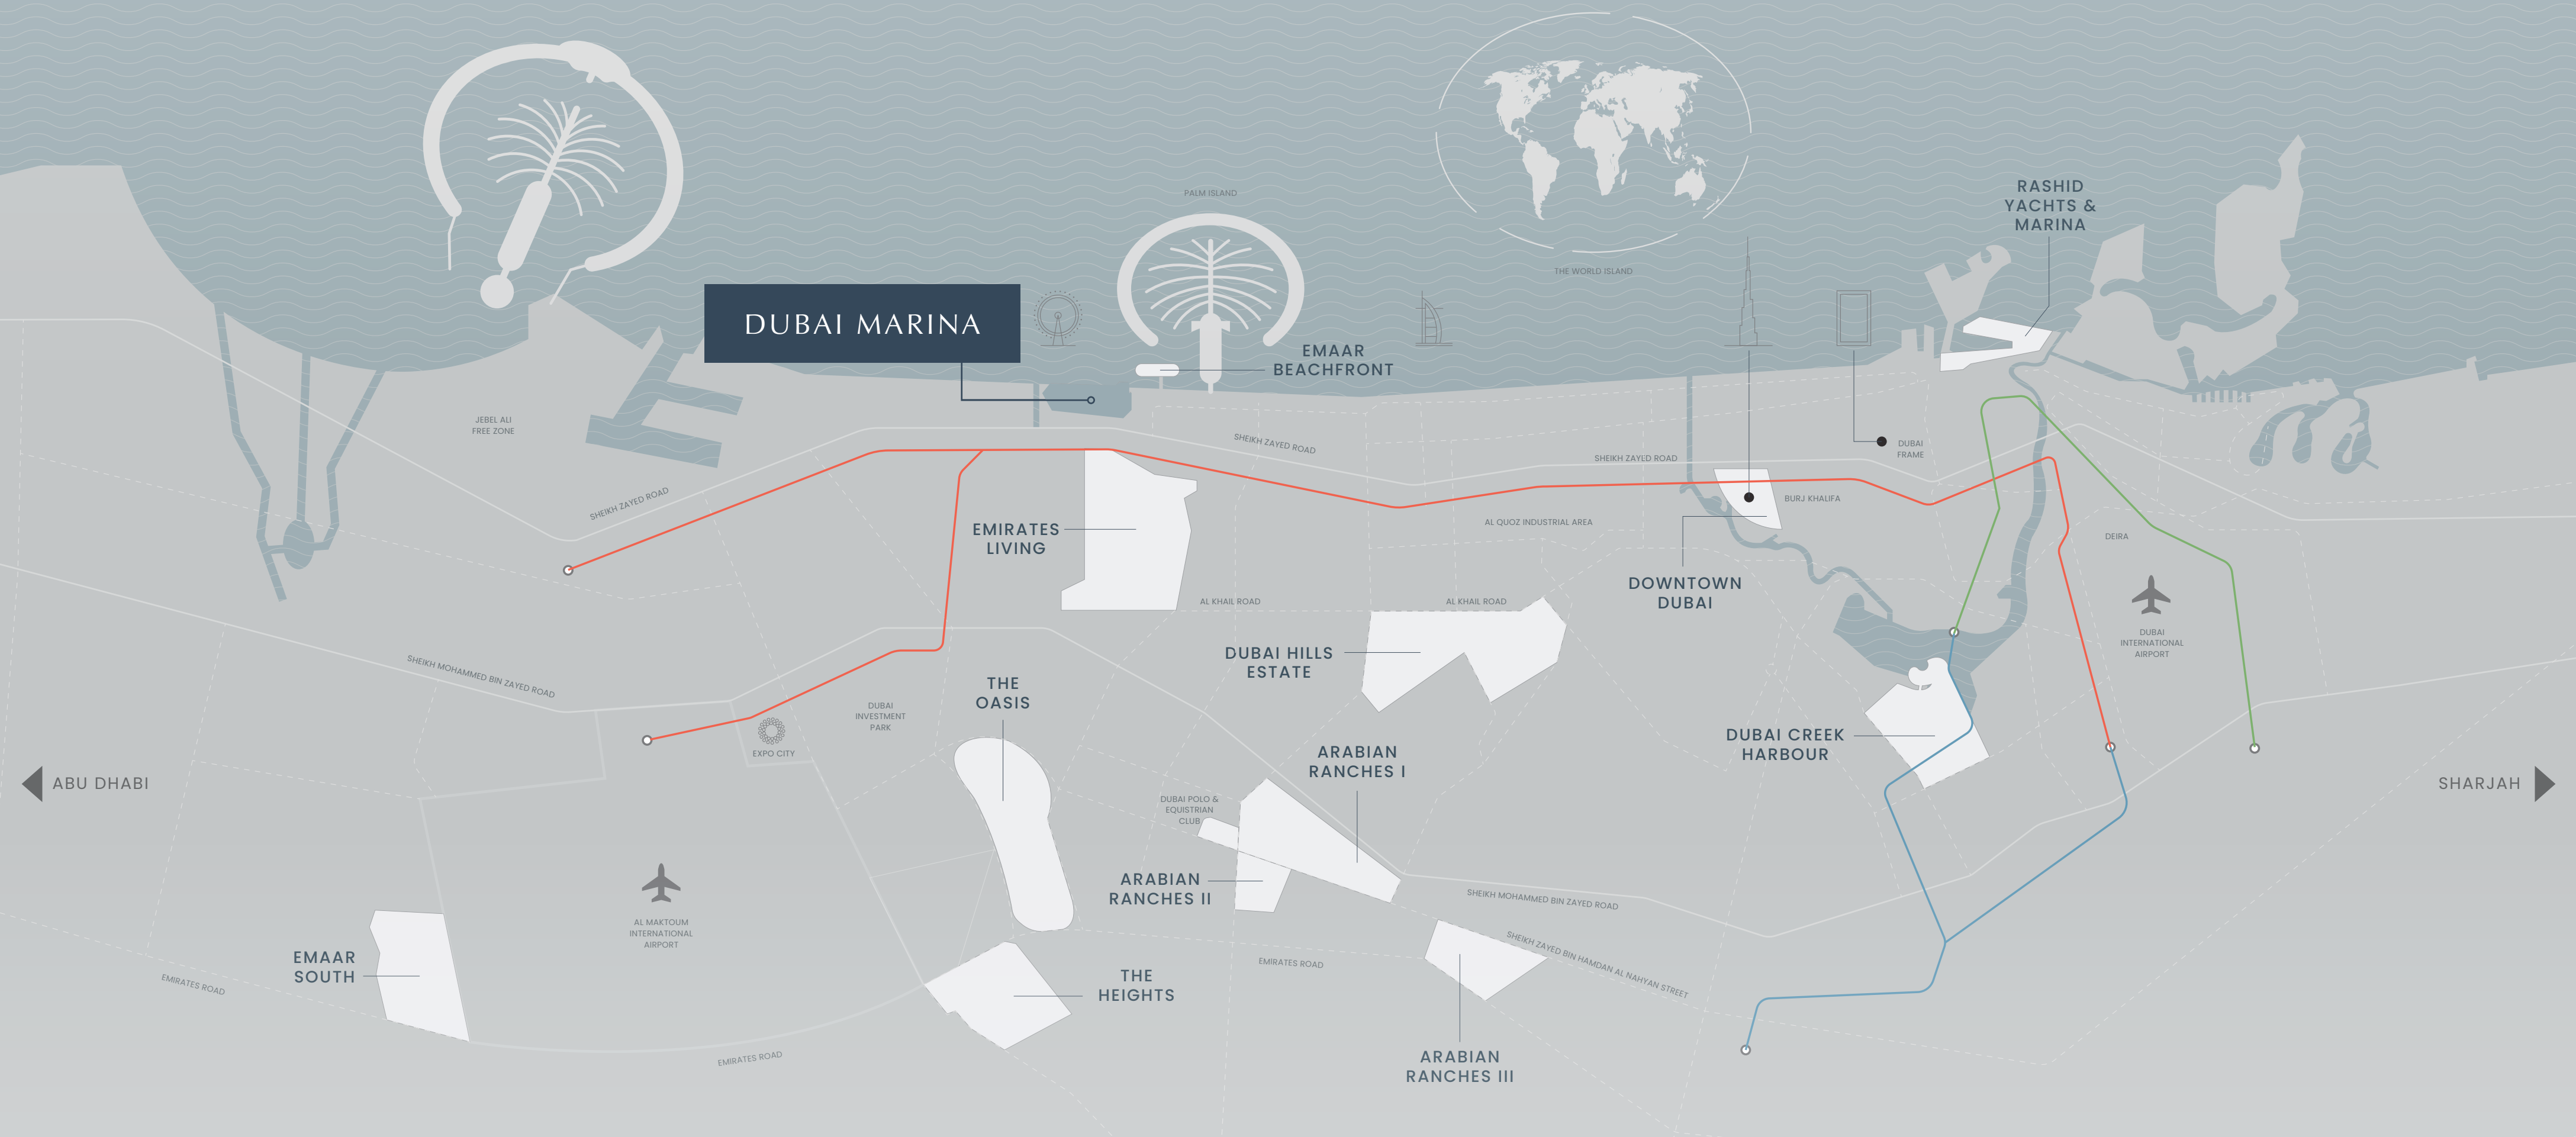 PALM ISLAND
RASHID
YACHTS &
MARINA
THE WORLD ISLAND
DUBAI MARINA
EMAAR
BEACHFRONT
JEBEL ALI
FREE ZONE
SHEIKH ZAYED ROAD
SHEIKH ZAYED ROAD
SHEIKH ZAYED ROAD
DUBAI
FRAME
BURJ KHALIFA
AL QUOZ INDUSTRIAL AREA
EMIRATES
LIVING
DEIRA
DOWNTOWN
DUBAI
AL KHAIL ROAD
AL KHAIL ROAD
DUBAI
INTERNATIONAL
AIRPORT
DUBAI HILLS
ESTATE
SHEIKH MOHAMMED BIN ZAYED ROAD
THE
OASIS
DUBAI
INVESTMENT
PARK
EXPO CITY
DUBAI CREEK
HARBOUR
ARABIAN
RANCHES I
ABU DHABI
SHARJAH
DUBAI POLO &
EQUISTRIAN
CLUB
ARABIAN
RANCHES II
SHEIKH MOHAMMED BIN ZAYED ROAD
AL MAKTOUM
INTERNATIONAL
AIRPORT
SHEIKH ZAYED BIN HAMDAN AL NAHYAN STREET
EMAAR
SOUTH
EMIRATES ROAD
EMIRATES ROAD
THE
HEIGHTS
EMIRATES ROAD
ARABIAN
RANCHES III